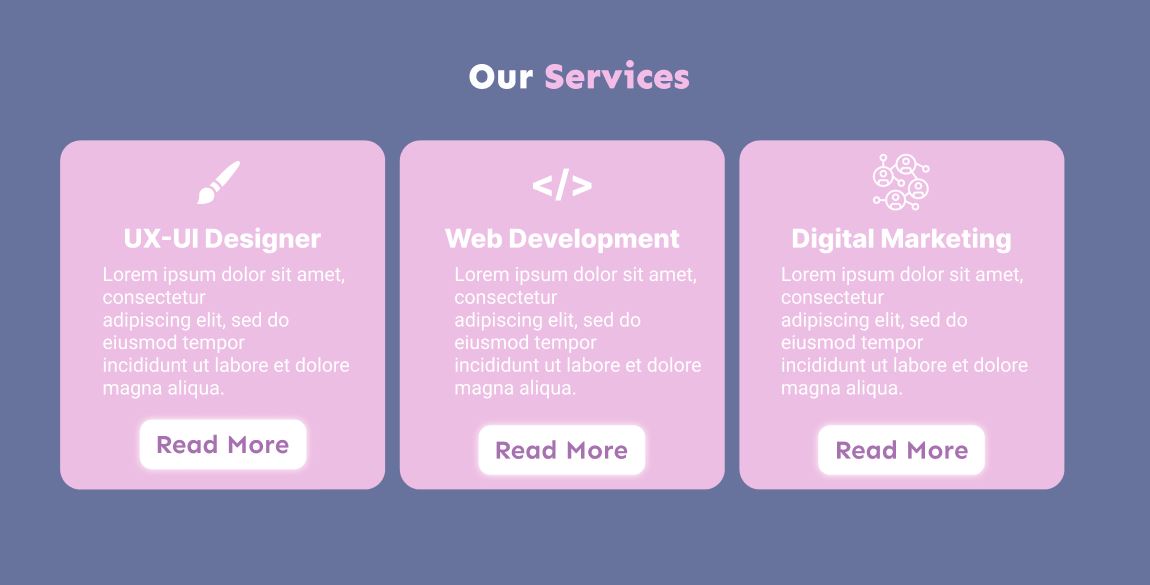 Our Services
</>
UX-UI Designer
Lorem ipsum dolor sit amet,
consectetur
adipiscing elit, sed do
eiusmod tempor
incididunt ut labore et dolore
magna aliqua.
Read More
Web Development
Lorem ipsum dolor sit amet,
consectetur
adipiscing elit, sed do
eiusmod tempor
incididunt ut labore et dolore
magna aliqua.
Read More
Digital Marketing
Lorem ipsum dolor sit amet,
consectetur
adipiscing elit, sed do
eiusmod tempor
incididunt ut labore et dolore
magna aliqua.
Read More